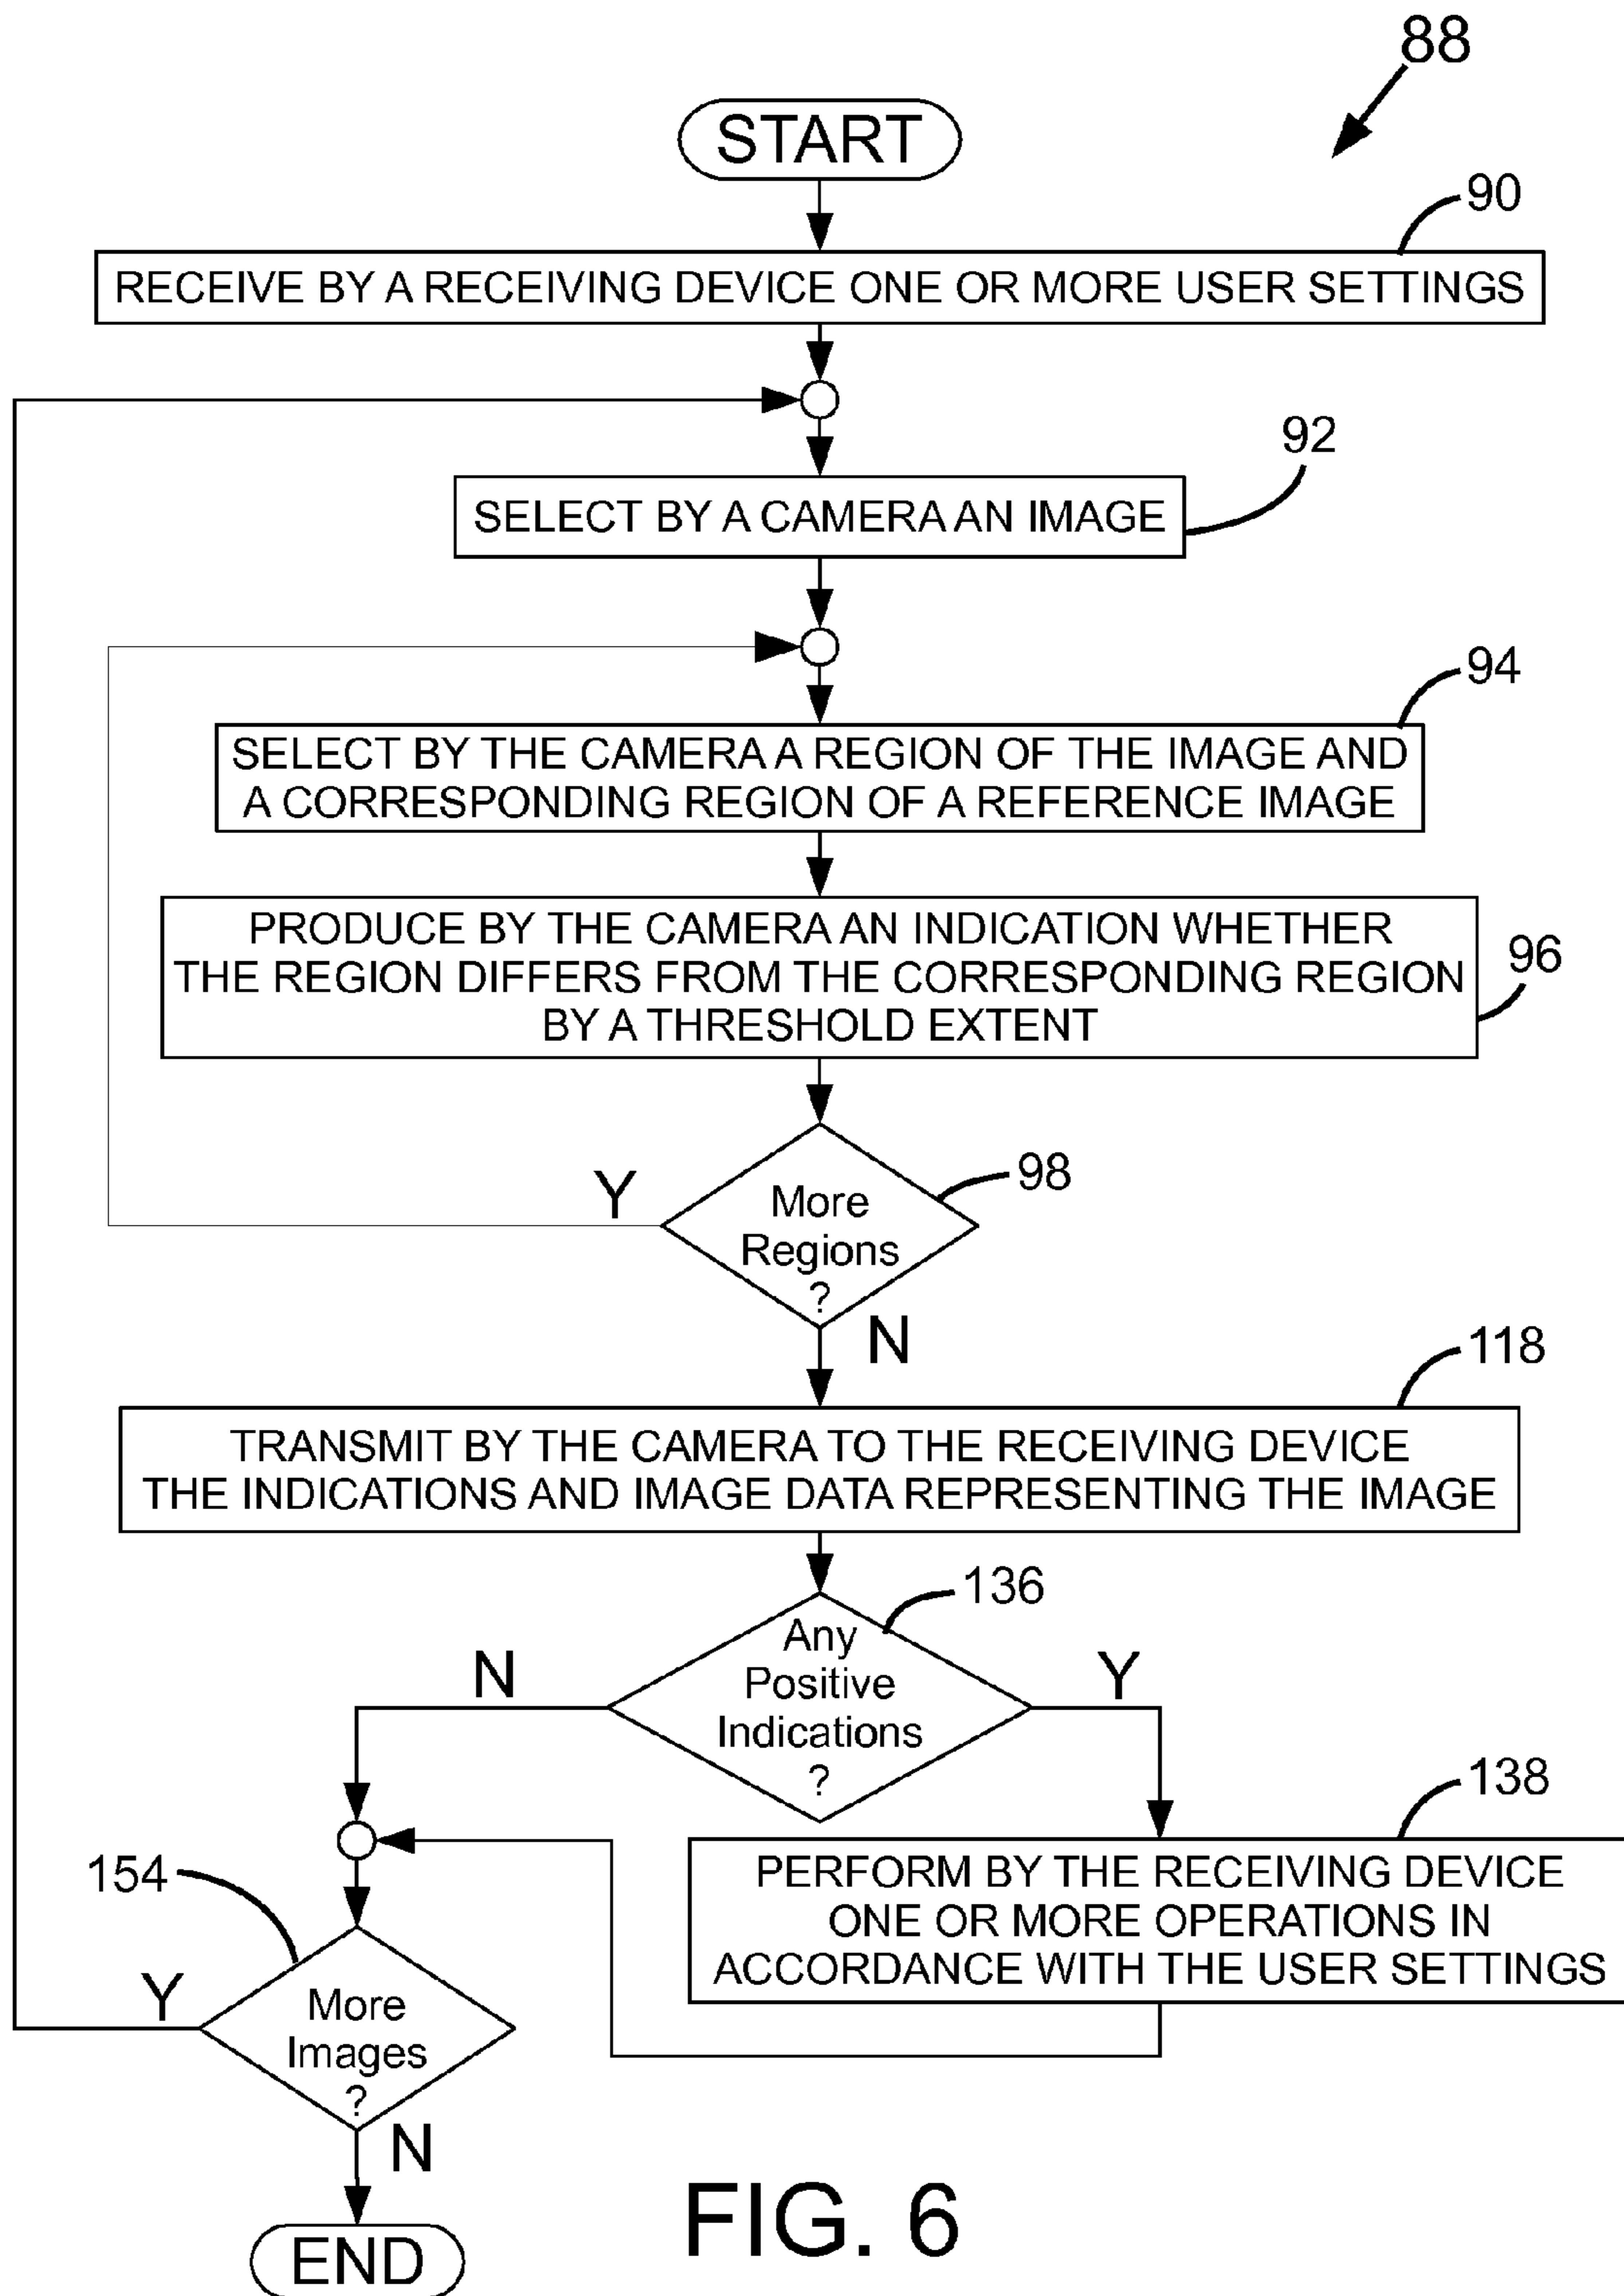 88
START
90
RECEIVE BY A RECEIVING DEVICE ONE OR MORE USER SETTINGS
92
SELECT BY A CAMERA AN IMAGE
94
SELECT BY THE CAMERA A REGION OF THE IMAGE AND
A CORRESPONDING REGION OF A REFERENCE IMAGE
PRODUCE BY THE CAMERA AN INDICATION WHETHER
THE REGION DIFFERS FROM THE CORRESPONDING REGION
BY A THRESHOLD EXTENT
96
98
Y
More
Regions
?
N
118
TRANSMIT BY THE CAMERA TO THE RECEIVING DEVICE
THE INDICATIONS AND IMAGE DATA REPRESENTING THE IMAGE
136
Any
Positive
Indications
?
N
Y
138
PERFORM BY THE RECEIVING DEVICE
ONE OR MORE OPERATIONS IN
ACCORDANCE WITH THE USER SETTINGS
154
Y
More
Images
?
N
END
FIG. 6